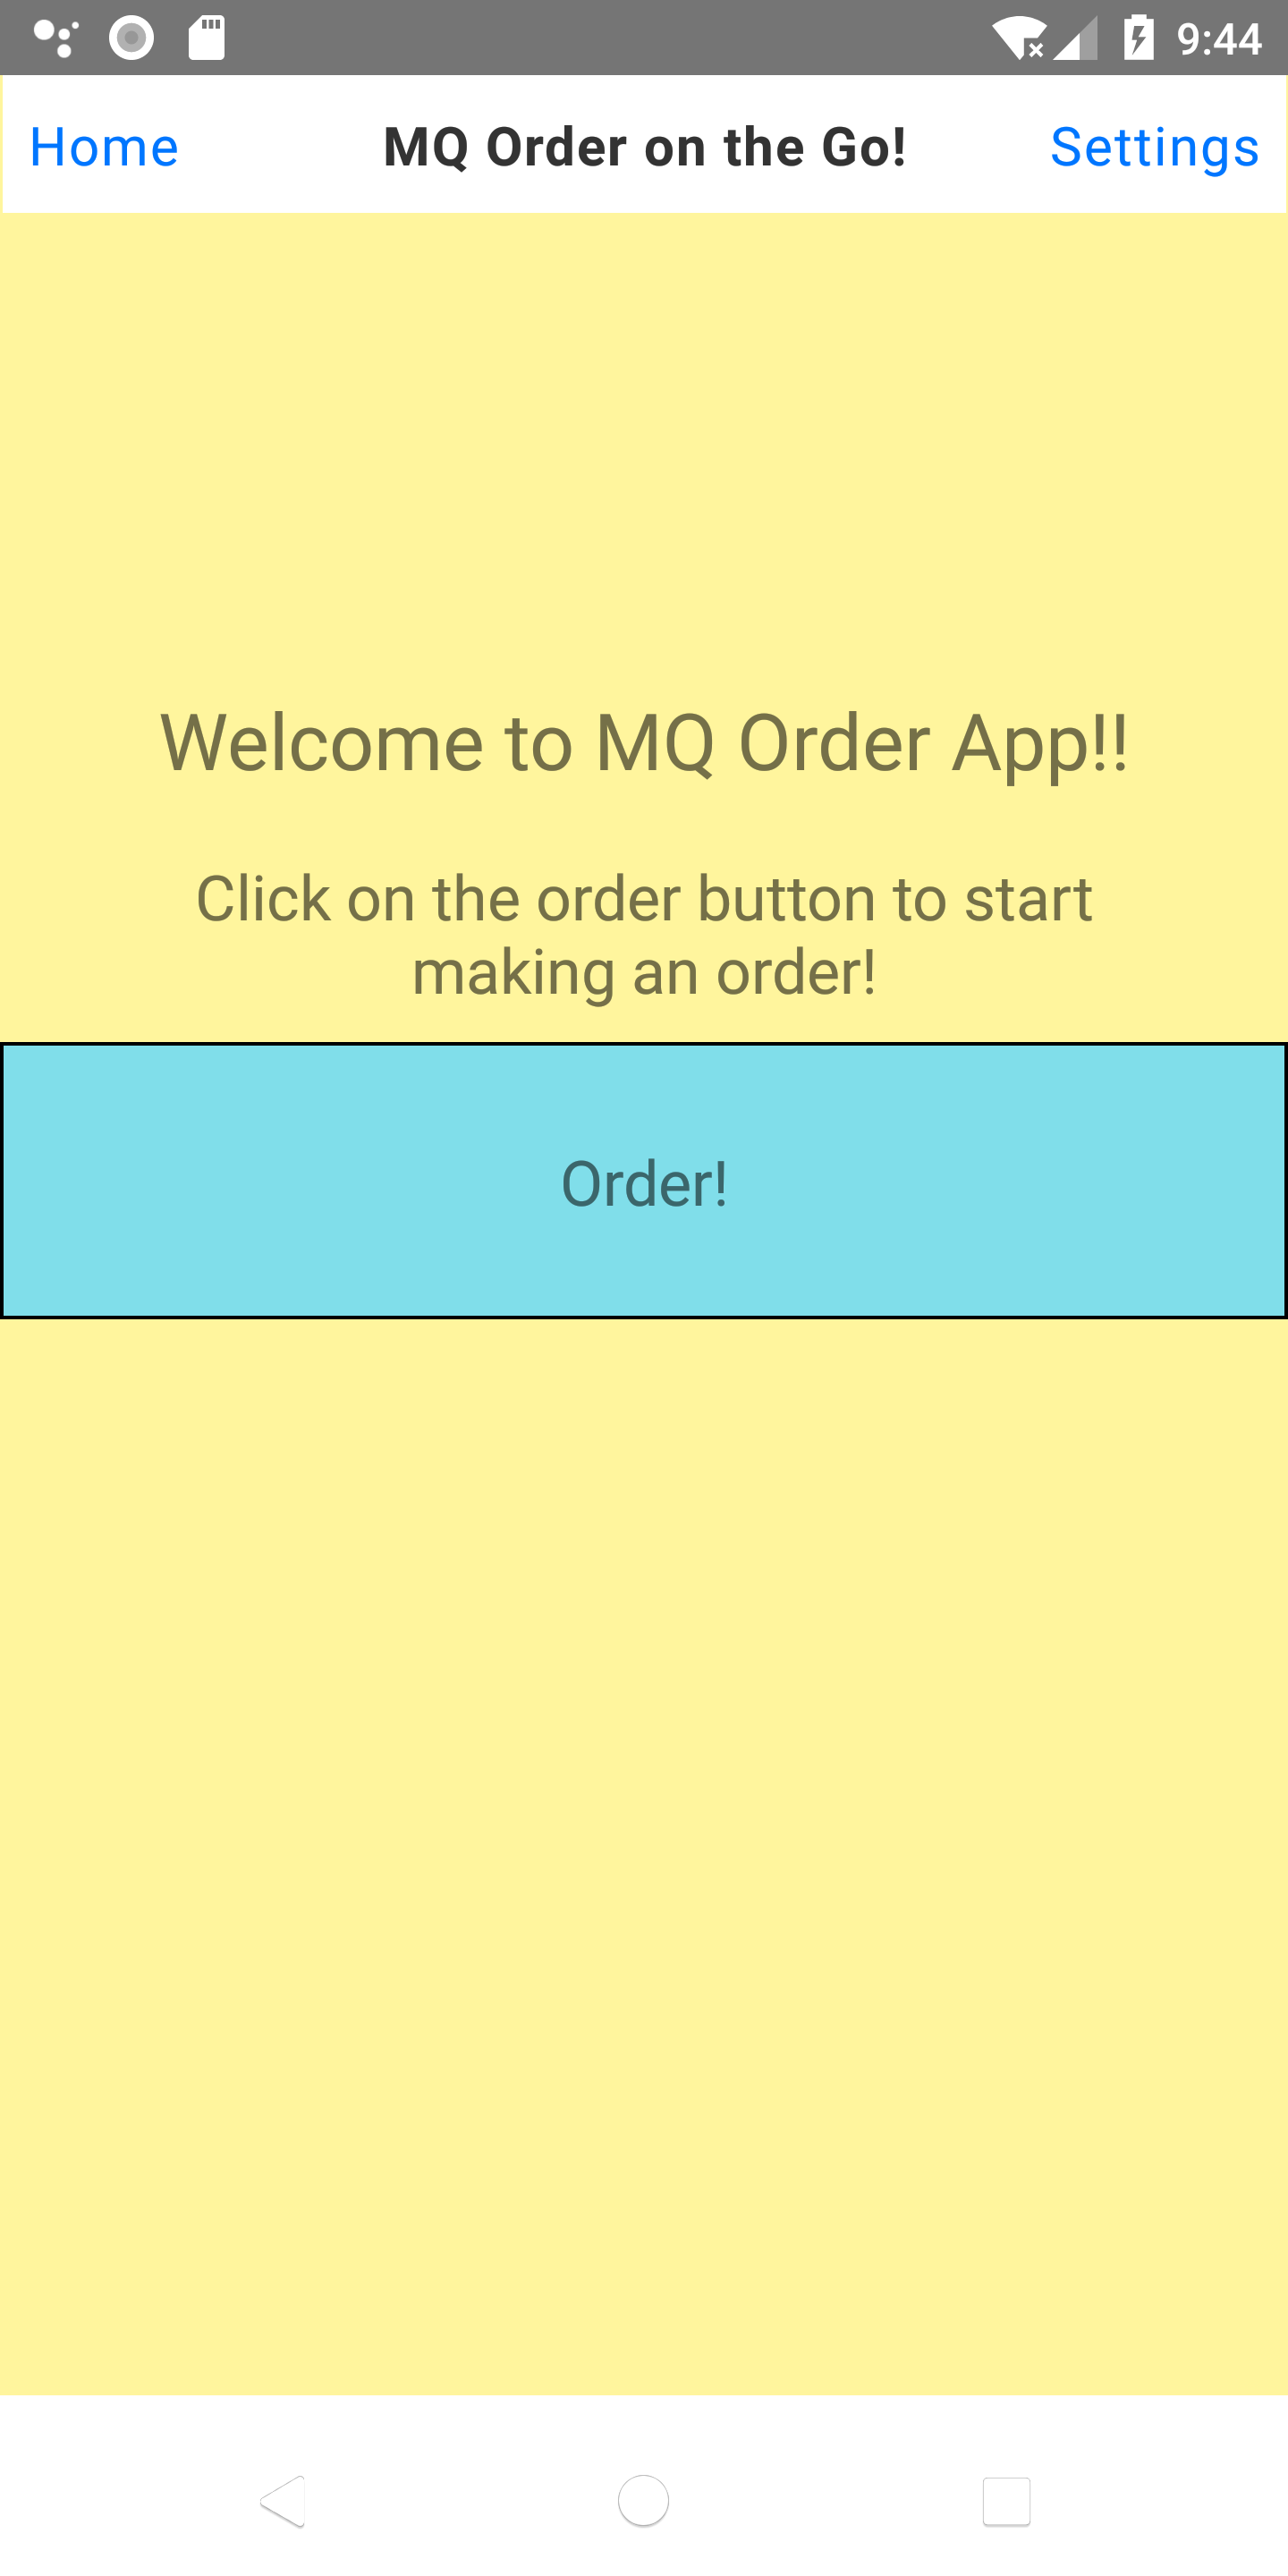 9:44
Home MQ Order on the Go! Settings
Welcome to MQ Order App!!
Click on the order button to start
making an order!
Order!